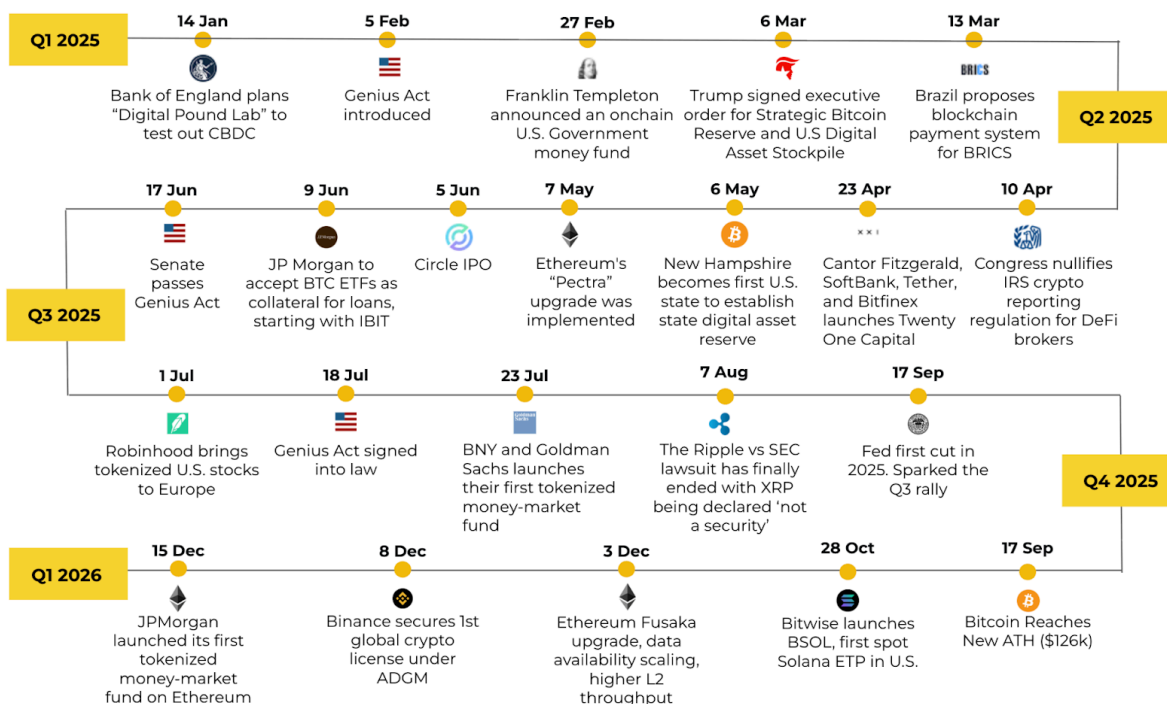 Q1 2025
14 Jan
Bank of England plans
“Digital Pound Lab” to
test out CBDC
5 Feb
Genius Act
introduced
27 Feb
Franklin Templeton
announced an onchain
U.S. Government
money fund
6 Mar
Trump signed executive
order for Strategic Bitcoin
Reserve and U.S Digital
Asset Stockpile
13 Mar
BRICS
Brazil proposes
blockchain
payment system
for BRICS
Q2 2025
10 Apr
IRS
Congress nullifies
IRS crypto
reporting
regulation for DeFi
brokers
23 Apr
X X I
Cantor Fitzgerald,
SoftBank, Tether,
and Bitfinex
launches Twenty
One Capital
6 May
New Hampshire
becomes first U.S.
state to establish
state digital asset
reserve
7 May
Ethereum's
“Pectra”
upgrade was
implemented
5 Jun
Circle IPO
9 Jun
J.P.Morgan
JP Morgan to
accept BTC ETFs as
collateral for loans,
starting with IBIT
17 Jun
Senate
passes
Genius Act
Q3 2025
1 Jul
Robinhood brings
tokenized U.S. stocks
to Europe
18 Jul
Genius Act signed
into law
23 Jul
Goldman
Sachs
BNY and Goldman
Sachs launches
their first tokenized
money-market
fund
7 Aug
The Ripple vs SEC
lawsuit has finally
ended with XRP
being declared ‘not
a security’
17 Sep
Fed first cut in
2025. Sparked the
Q3 rally
Q4 2025
17 Sep
Bitcoin Reaches
New ATH ($126k)
28 Oct
Bitwise launches
BSOL, first spot
Solana ETP in U.S.
3 Dec
Ethereum Fusaka
upgrade, data
availability scaling,
higher L2
throughput
8 Dec
Binance secures 1st
global crypto
license under
ADGM
15 Dec
JPMorgan
launched its first
tokenized
money-market
fund on Ethereum
Q1 2026